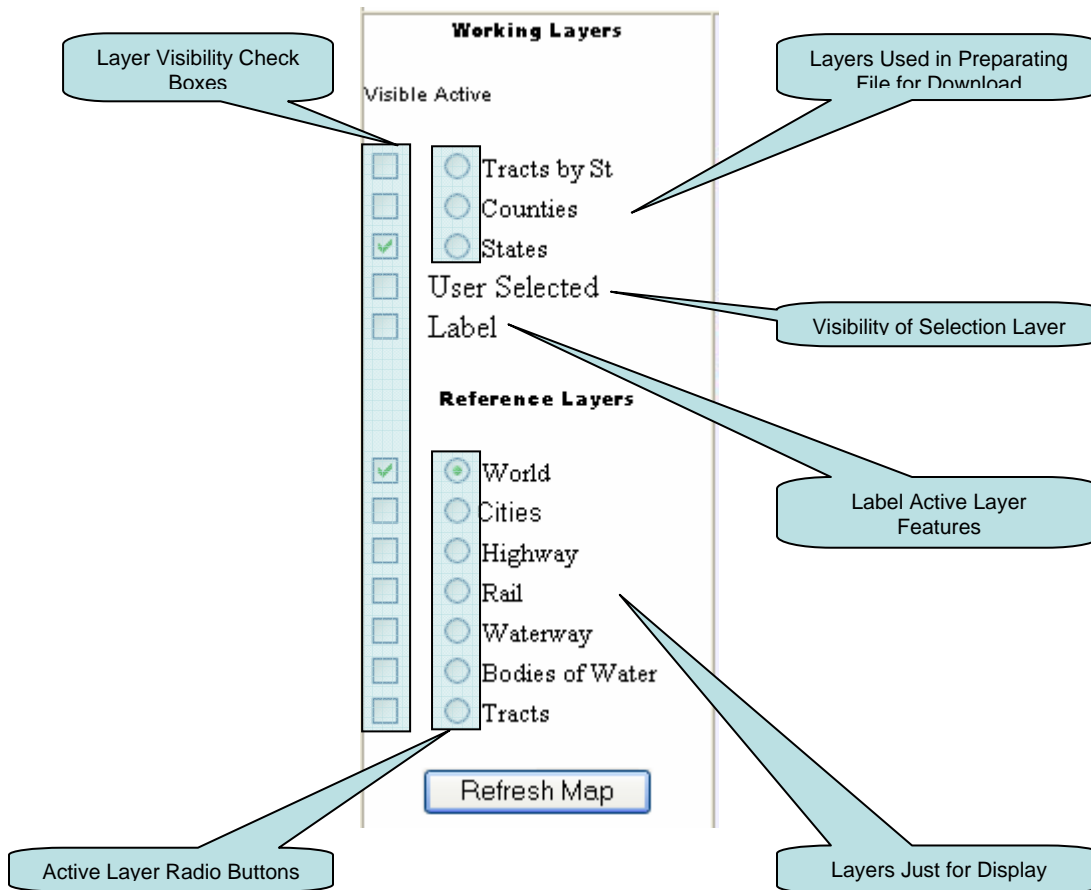 Working Layers
Layer Visibility Check
Boxes
Layers Used in Preparating
File for Download
Visible Active
Tracts by St
Counties
States
User Selected
Visibility of Selection Layer
Label
Reference Layers
World
Cities
Label Active Layer
Features
Highway
Rail
Waterway
Bodies of Water
Tracts
Refresh Map
Active Layer Radio Buttons
Layers Just for Display